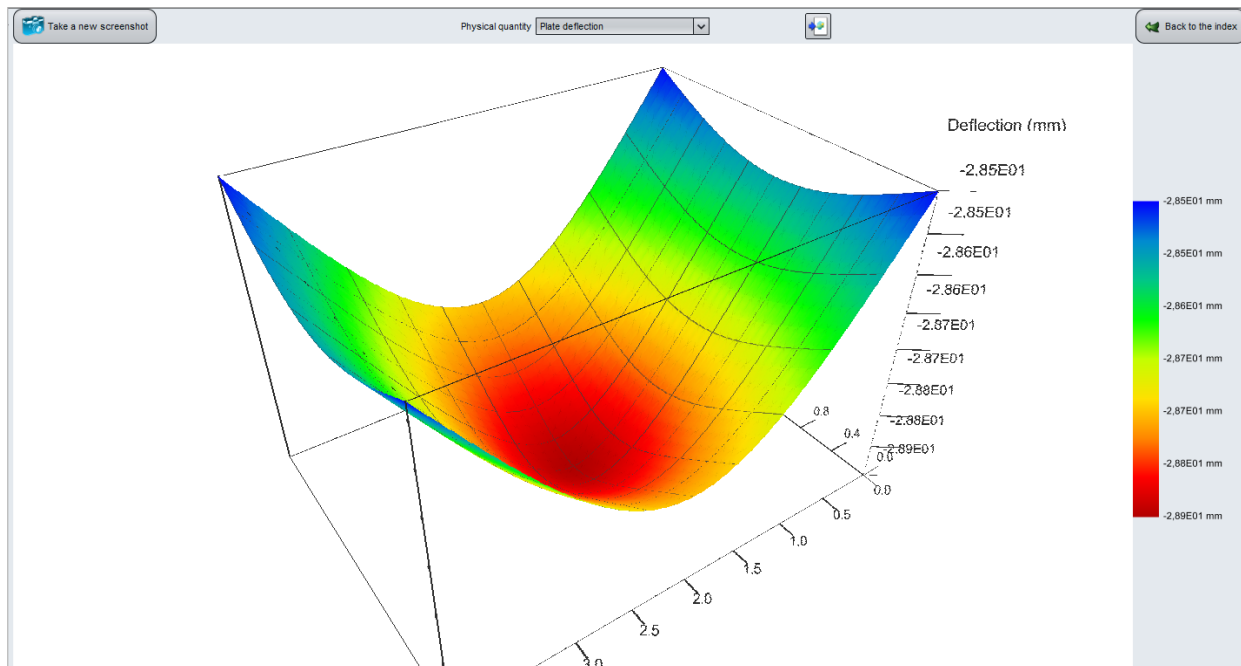 Take a new screenshot
Physical quantity Plate deflection
Back to the index
Deflection (mm)
-2,85E01
-2,85E01
-2,86E01
-2,86E01
-2,87E01
-2,87E01
-2,88E01
-2,88E01
-2,89E01
0.8
0.4
0.0
0.0
0.5
1.0
1.5
2.0
2.5
3.0
-2,85E01 mm
-2,85E01 mm
-2,86E01 mm
-2,87E01 mm
-2,87E01 mm
-2,88E01 mm
-2,89E01 mm